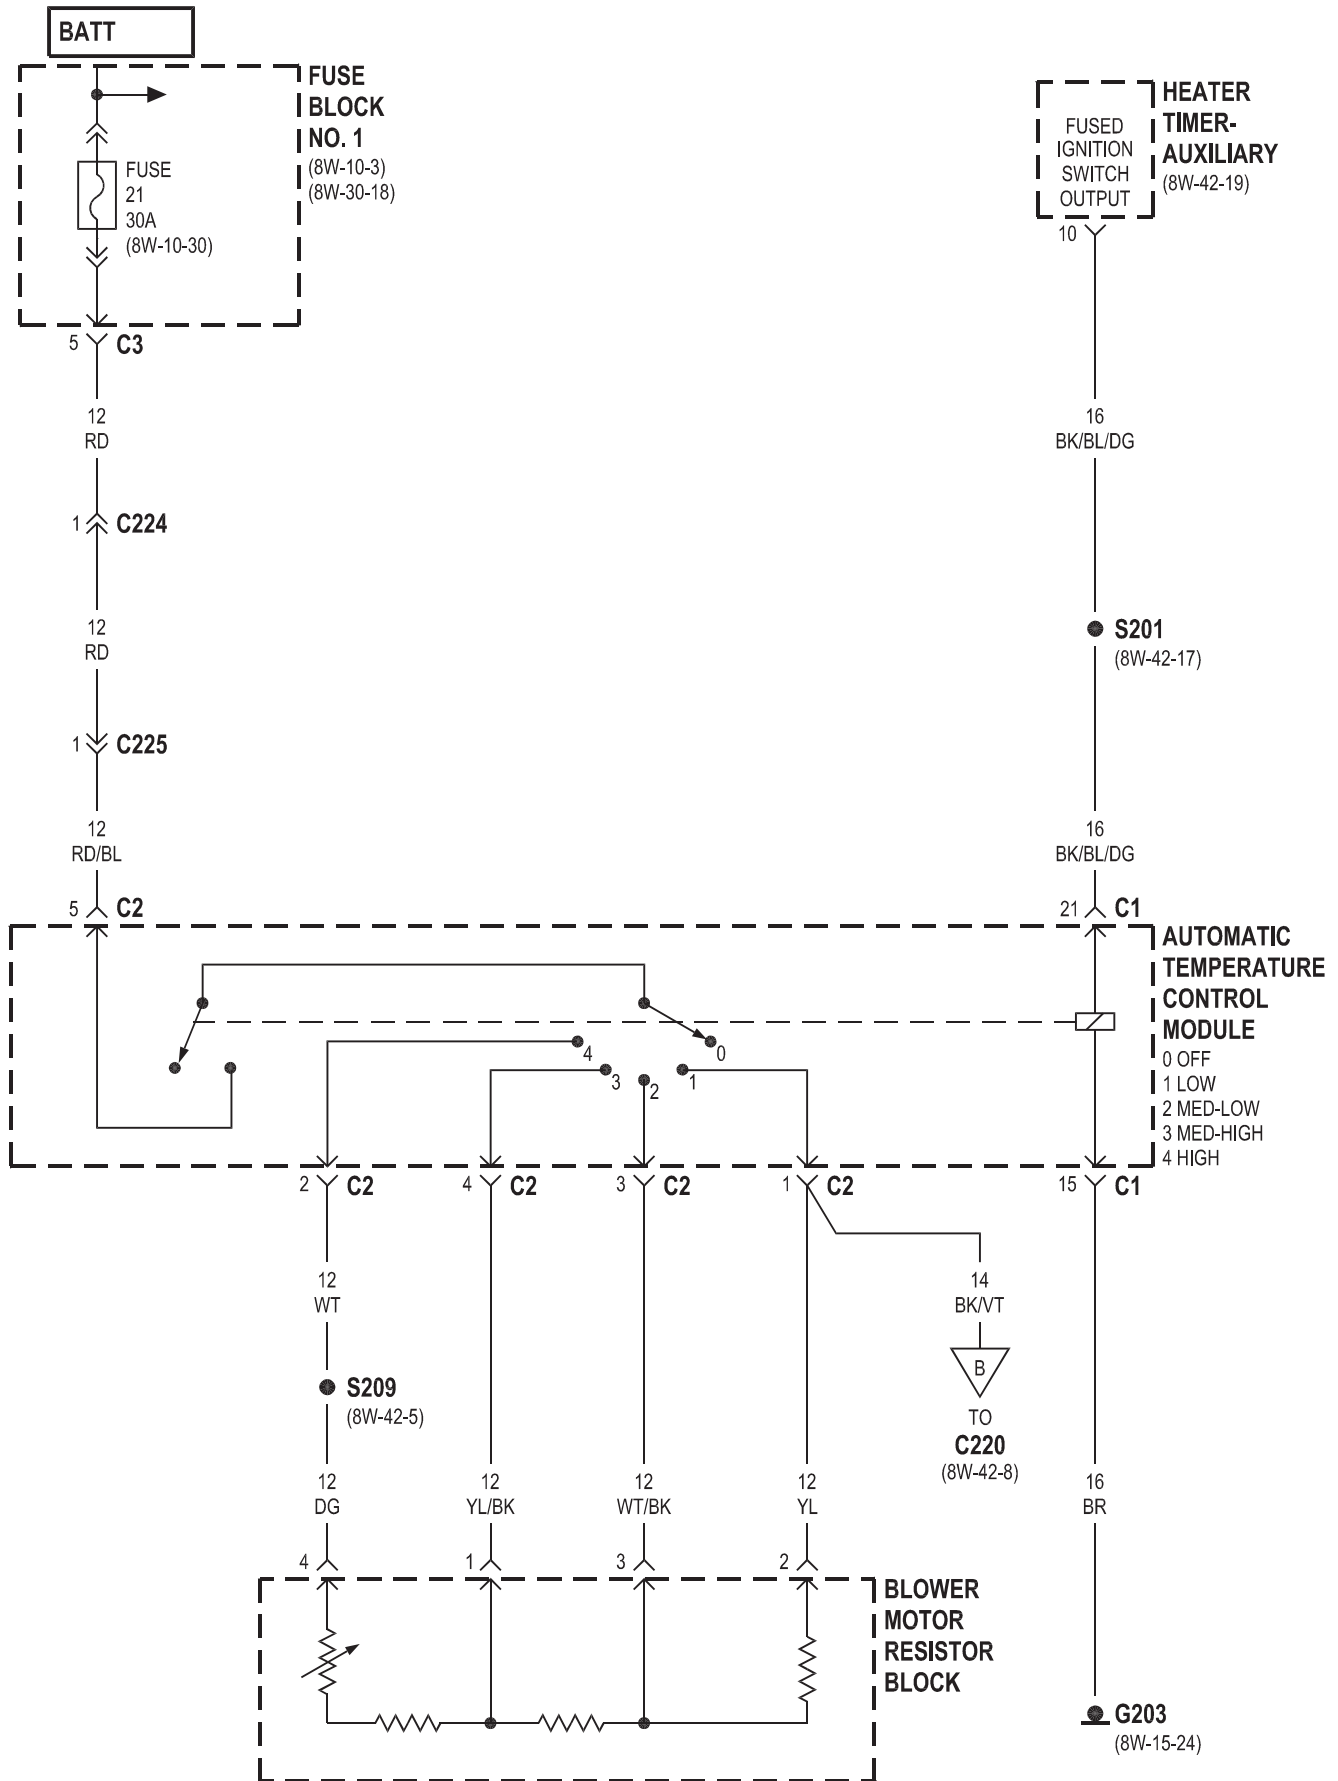 BATT
FUSE
BLOCK
NO. 1
(8W-10-3)
(8W-30-18)
FUSE
21
30A
(8W-10-30)
HEATER
TIMER-
AUXILIARY
(8W-42-19)
FUSED
IGNITION
SWITCH
OUTPUT
10
5 C3
12
RD
16
BK/BL/DG
1 C224
12
RD
S201
(8W-42-17)
1 C225
12
RD/BL
16
BK/BL/DG
5 C2
21 C1
AUTOMATIC
TEMPERATURE
CONTROL
MODULE
0 OFF
1 LOW
2 MED-LOW
3 MED-HIGH
4 HIGH
4 3 2 1 0
2 C2
4 C2
3 C2
1 C2
15 C1
12
WT
14
BK/VT
B
TO
C220
(8W-42-8)
S209
(8W-42-5)
12
DG
12
YL/BK
12
WT/BK
12
YL
16
BR
4
1
3
2
BLOWER
MOTOR
RESISTOR
BLOCK
G203
(8W-15-24)